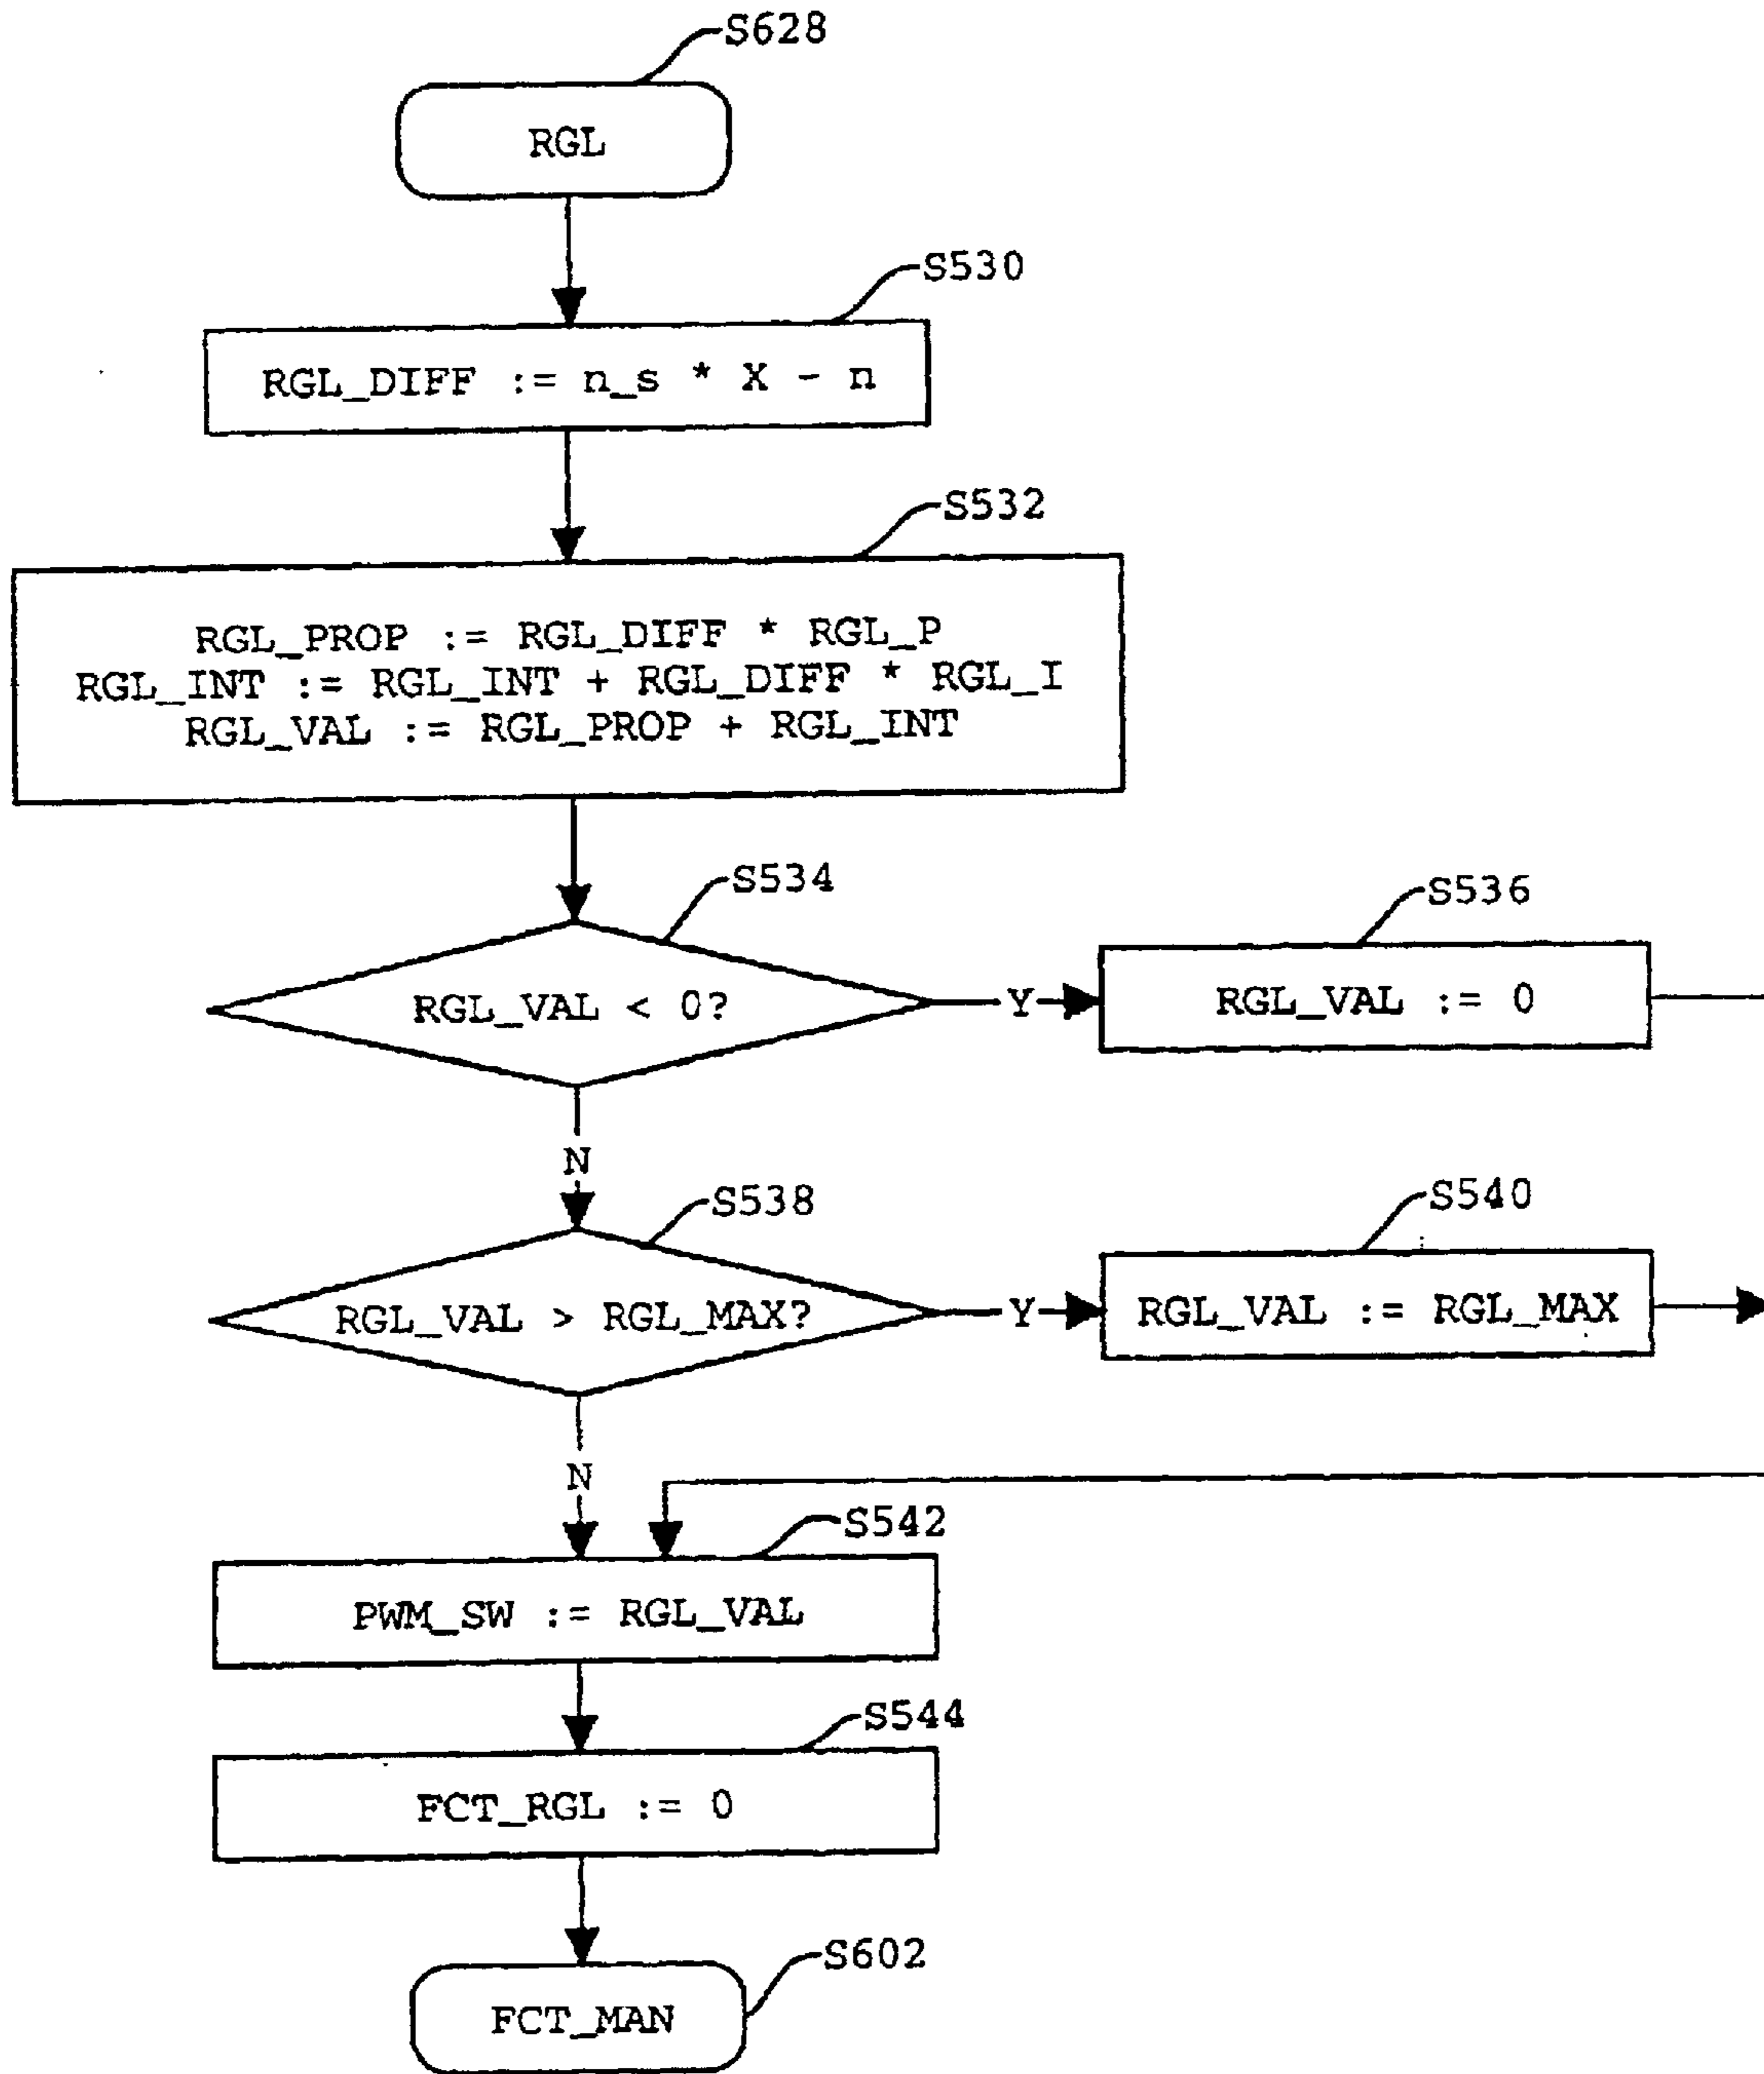 S628
RGL
S530
RGL_DIFF := n_s * X - n
S532
RGL_PROP := RGL_DIFF * RGL_P
RGL_INT := RGL_INT + RGL_DIFF * RGL_I
RGL_VAL := RGL_PROP + RGL_INT
S534
RGL_VAL < 0?
Y
S536
RGL_VAL := 0
N
S538
RGL_VAL > RGL_MAX?
Y
S540
RGL_VAL := RGL_MAX
N
S542
PWM_SW := RGL_VAL
S544
FCT_RGL := 0
S602
FCT_MAN